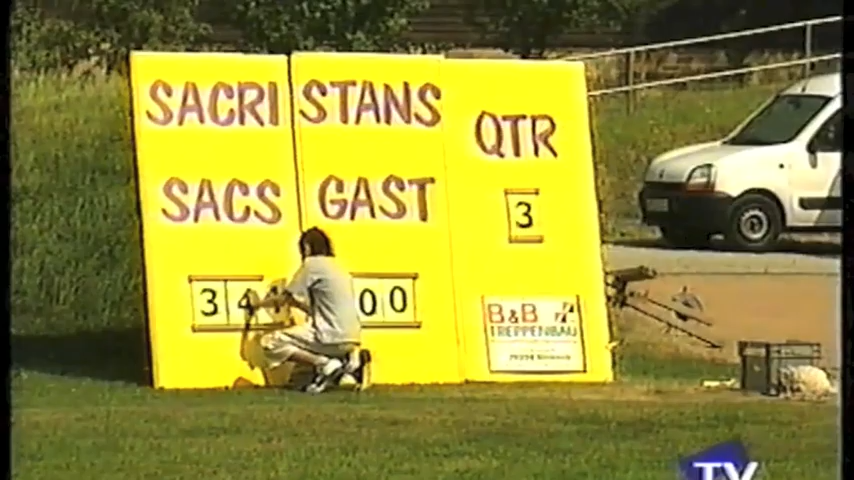 SACRI STANS
QTR
SACS GAST
3
34 00
B&B
TREPPENBAU
TV